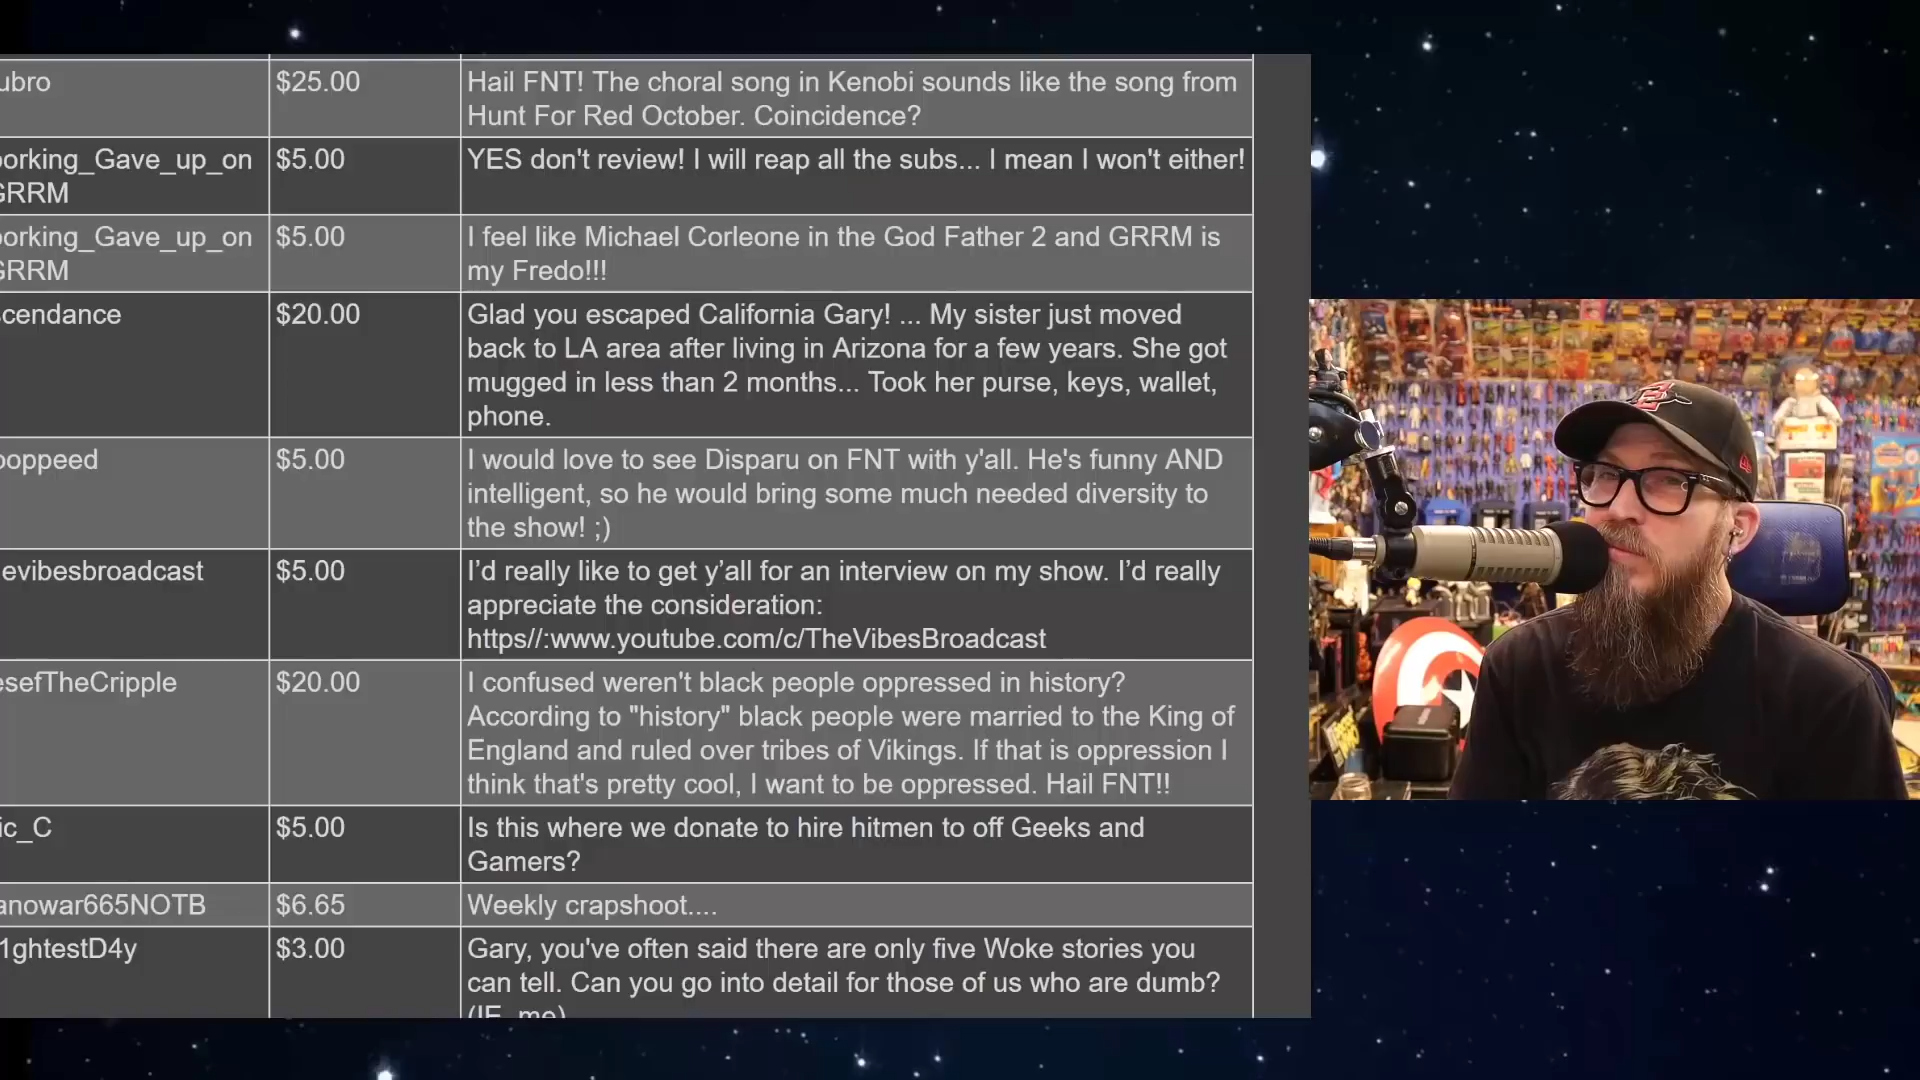 ubro $25.00 Hail FNT! The choral song in Kenobi sounds like the song from
Hunt For Red October. Coincidence?
orking_Gave_up_on $5.00 YES don't review! I will reap all the subs... I mean I won't either!
GRRM
orking_Gave_up_on $5.00 I feel like Michael Corleone in the God Father 2 and GRRM is
GRRM my Fredo!!!
cendance $20.00 Glad you escaped California Gary! ... My sister just moved
back to LA area after living in Arizona for a few years. She got
mugged in less than 2 months... Took her purse, keys, wallet,
phone.
ooppeed $5.00 I would love to see Disparu on FNT with y'all. He's funny AND
intelligent, so he would bring some much needed diversity to
the show! ;)
evibesbroadcast $5.00 I’d really like to get y’all for an interview on my show. I’d really
appreciate the consideration:
https//:www.youtube.com/c/TheVibesBroadcast
esefTheCripple $20.00 I confused weren't black people oppressed in history?
According to "history" black people were married to the King of
England and ruled over tribes of Vikings. If that is oppression I
think that's pretty cool, I want to be oppressed. Hail FNT!!
ic_C $5.00 Is this where we donate to hire hitmen to off Geeks and
Gamers?
anowar665NOTB $6.65 Weekly crapshoot....
1ghtestD4y $3.00 Gary, you've often said there are only five Woke stories you
can tell. Can you go into detail for those of us who are dumb?
(IE, me)